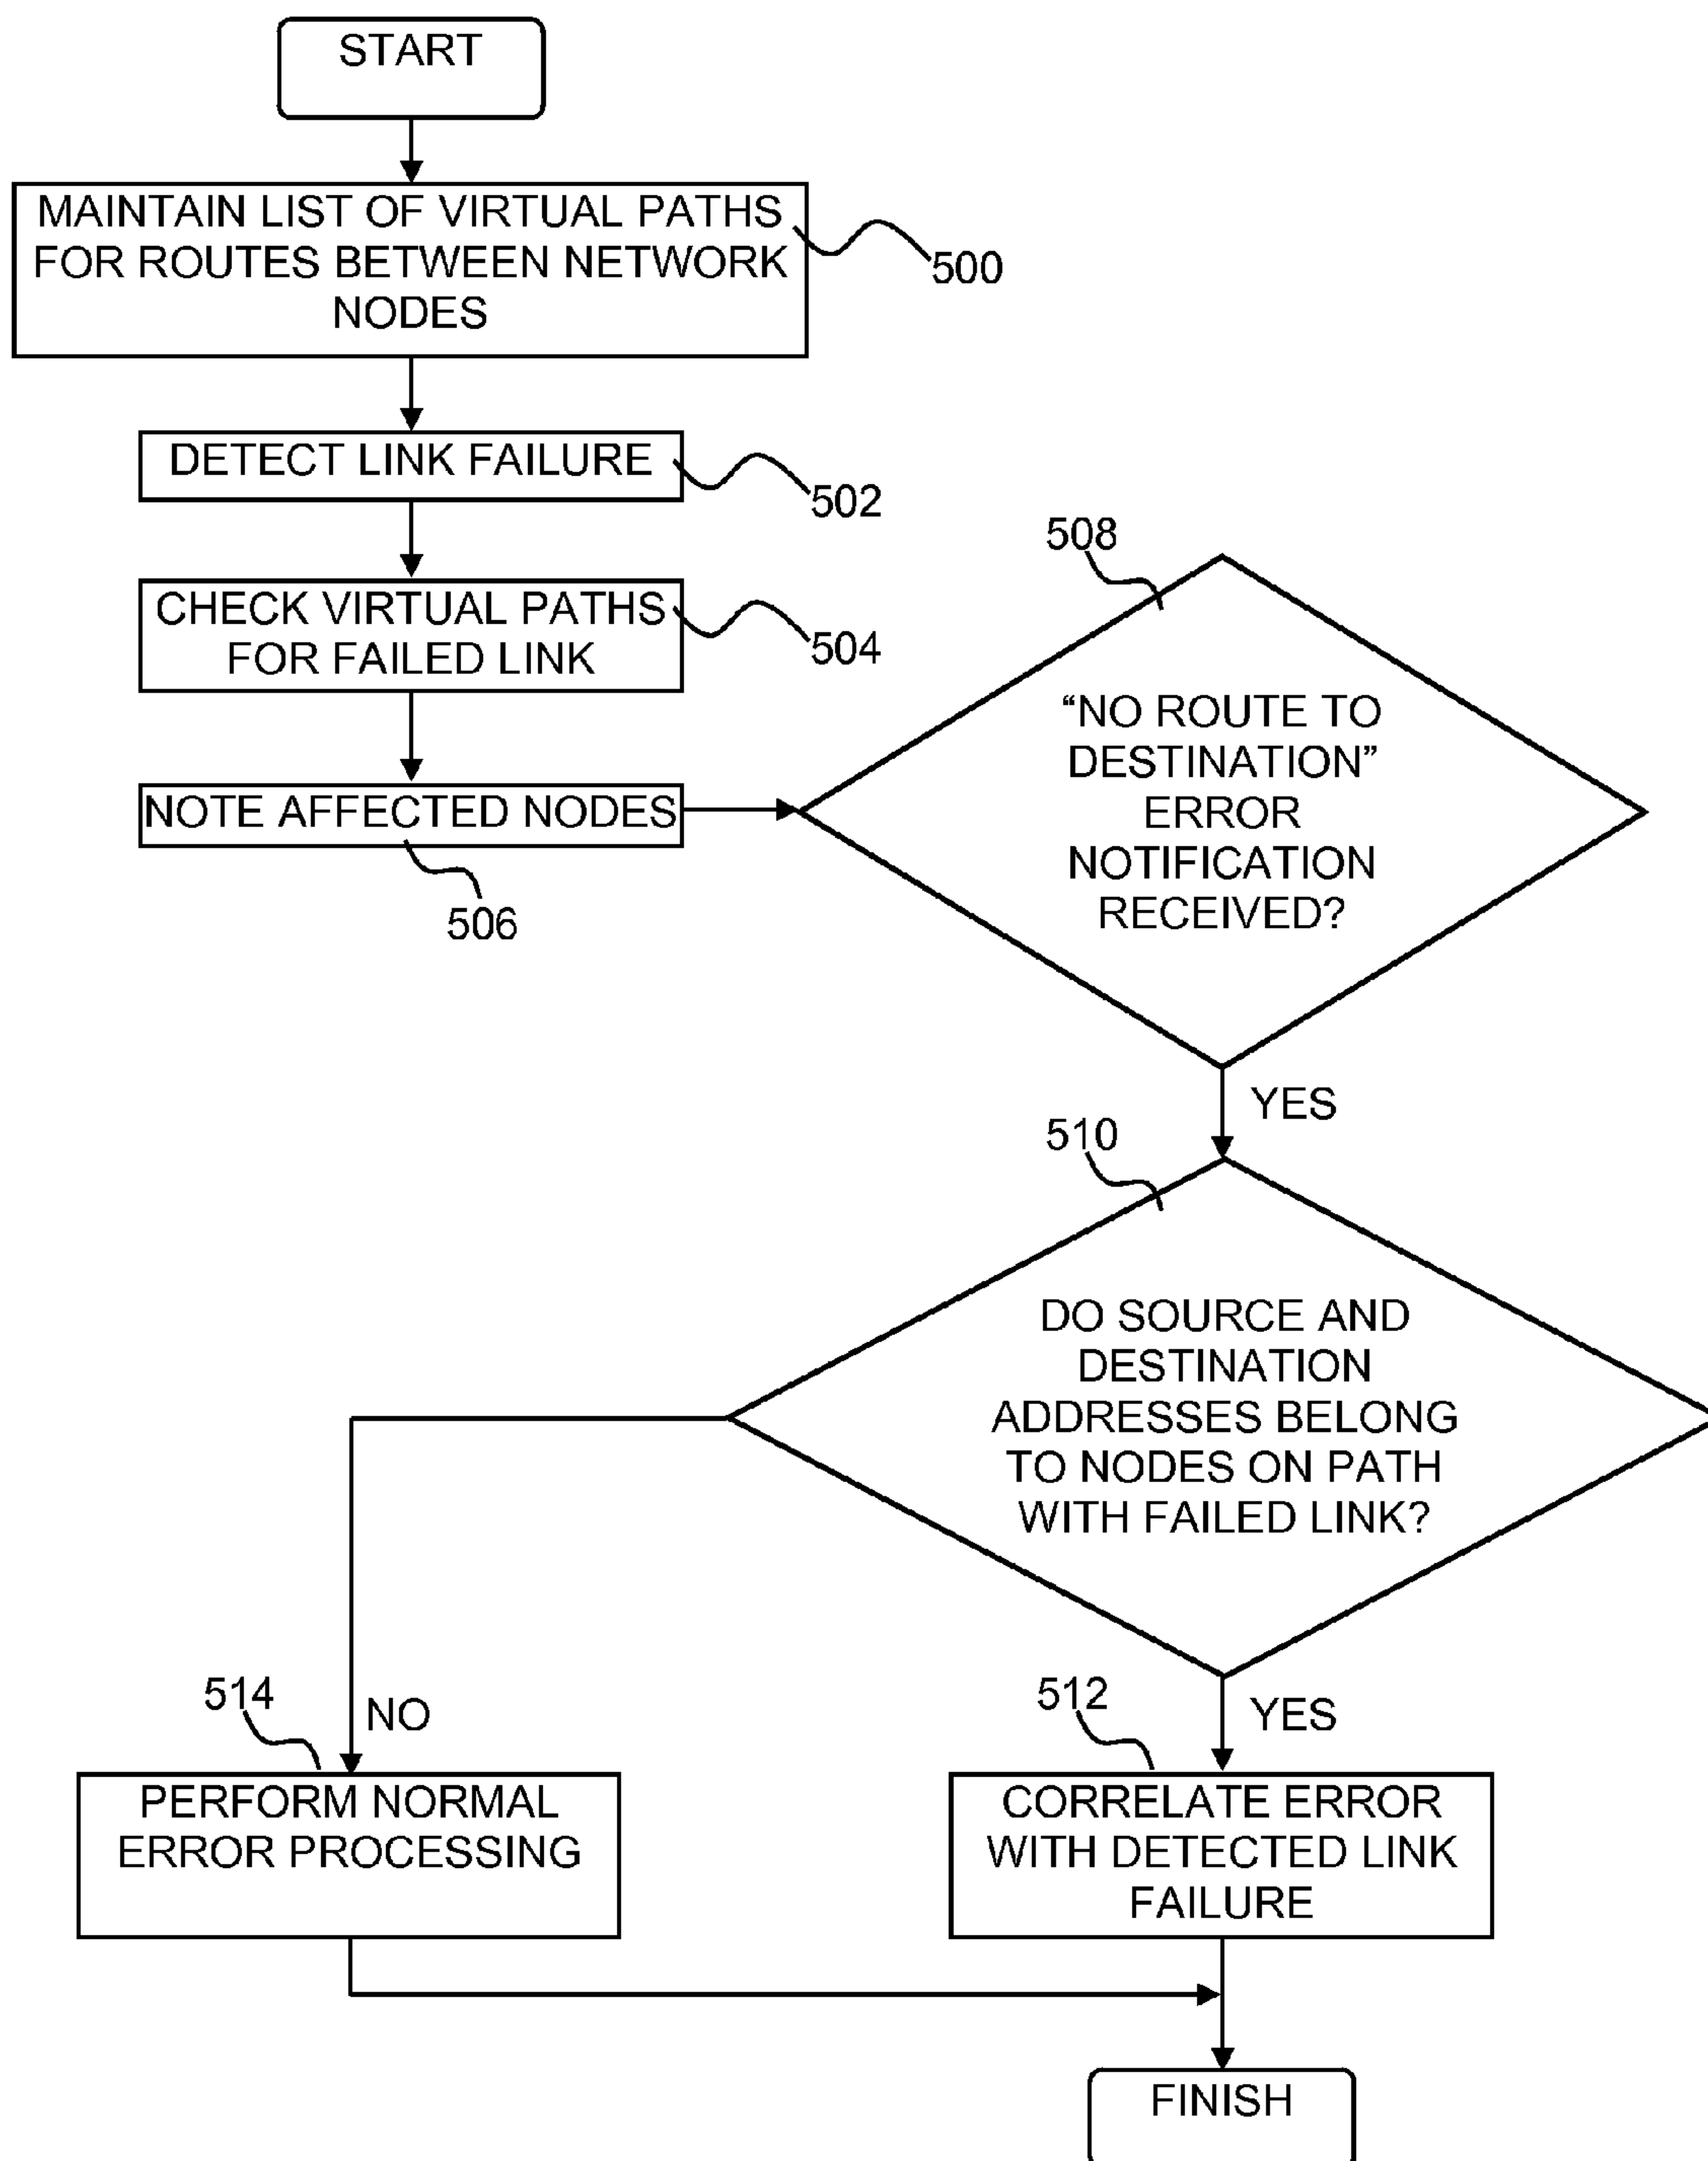 START
MAINTAIN LIST OF VIRTUAL PATHS
FOR ROUTES BETWEEN NETWORK
NODES
500
DETECT LINK FAILURE
502
CHECK VIRTUAL PATHS
FOR FAILED LINK
504
NOTE AFFECTED NODES
506
508
“NO ROUTE TO
DESTINATION”
ERROR
NOTIFICATION
RECEIVED?
YES
510
DO SOURCE AND
DESTINATION
ADDRESSES BELONG
TO NODES ON PATH
WITH FAILED LINK?
514
NO
PERFORM NORMAL
ERROR PROCESSING
512
YES
CORRELATE ERROR
WITH DETECTED LINK
FAILURE
FINISH